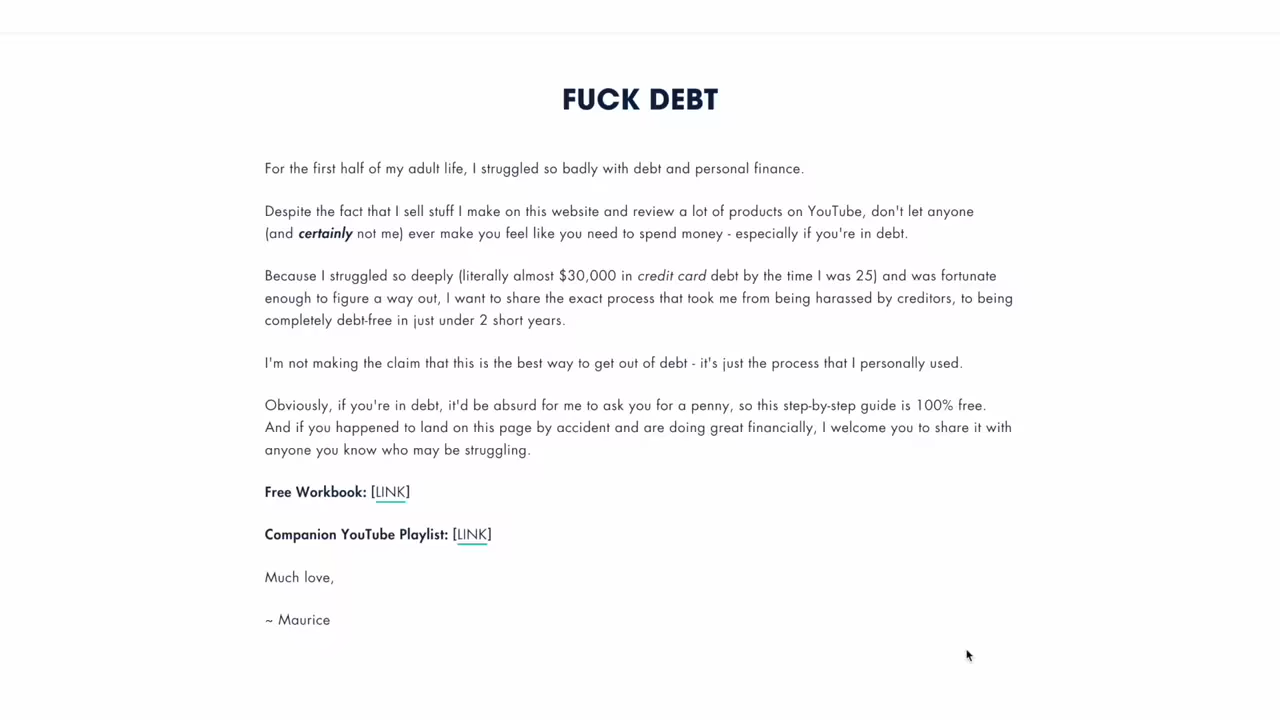 FUCK DEBT
For the first half of my adult life, I struggled so badly with debt and personal finance.
Despite the fact that I sell stuff I make on this website and review a lot of products on YouTube, don't let anyone
(and certainly not me) ever make you feel like you need to spend money - especially if you're in debt.
Because I struggled so deeply (literally almost $30,000 in credit card debt by the time I was 25) and was fortunate
enough to figure a way out, I want to share the exact process that took me from being harassed by creditors, to being
completely debt-free in just under 2 short years.
I'm not making the claim that this is the best way to get out of debt - it's just the process that I personally used.
Obviously, if you're in debt, it'd be absurd for me to ask you for a penny, so this step-by-step guide is 100% free.
And if you happened to land on this page by accident and are doing great financially, I welcome you to share it with
anyone you know who may be struggling.
Free Workbook: [LINK]
Companion YouTube Playlist: [LINK]
Much love,
~ Maurice